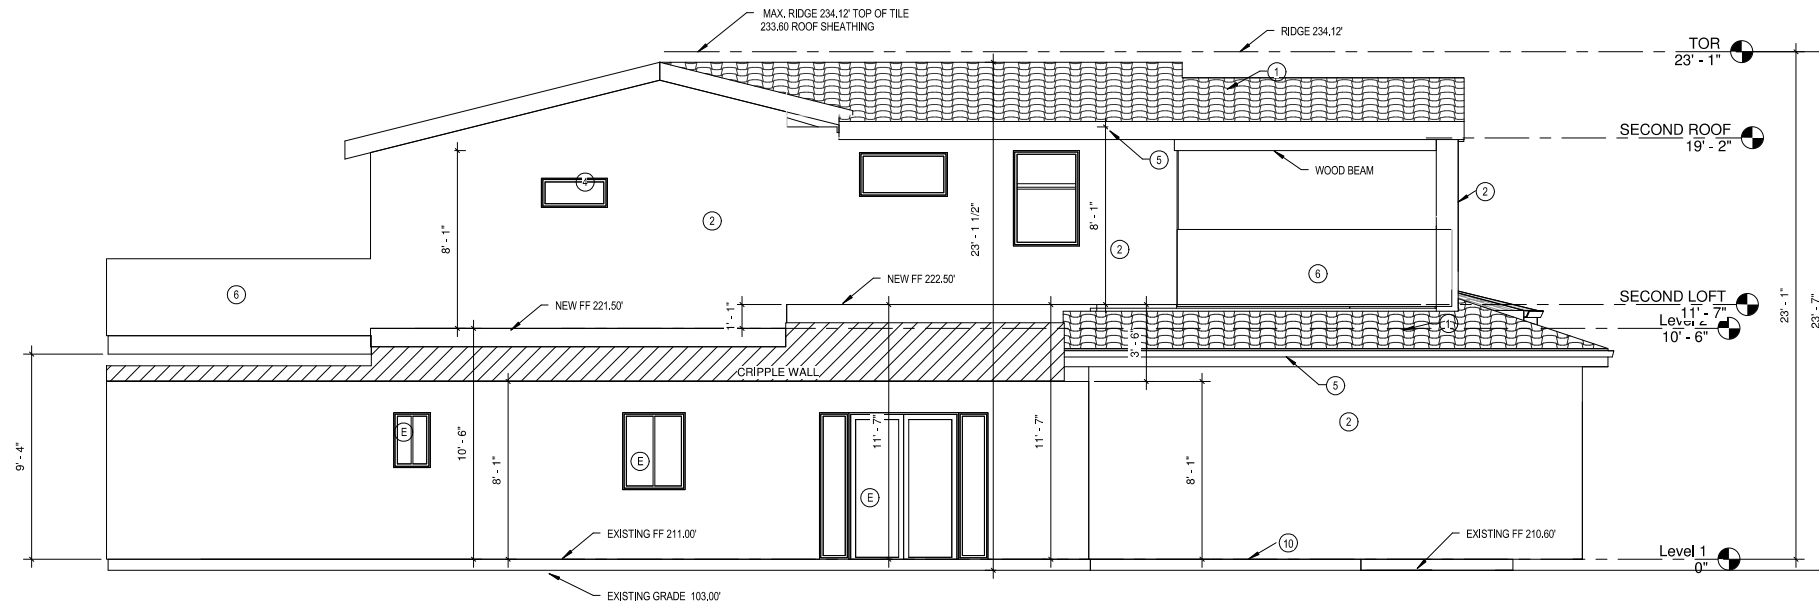 MAX. RIDGE 234.12' TOP OF TILE
233.60 ROOF SHEATHING
RIDGE 234.12'
TOR
23' - 1"
1
SECOND ROOF
19' - 2"
5
WOOD BEAM
4
2
2
8' - 1"
23' - 1 1/2"
8' - 1"
2
6
6
NEW FF 221.50'
NEW FF 222.50'
1' - 1"
SECOND LOFT
11' - 7"
Level 2
10' - 6"
1
3' - 6"
23' - 1"
23' - 7"
CRIPPLE WALL
5
2
E
E
E
9' - 4"
10' - 6"
8' - 1"
11' - 7"
11' - 7"
8' - 1"
EXISTING FF 211.00'
10
EXISTING FF 210.60'
Level 1
0"
EXISTING GRADE 103.00'